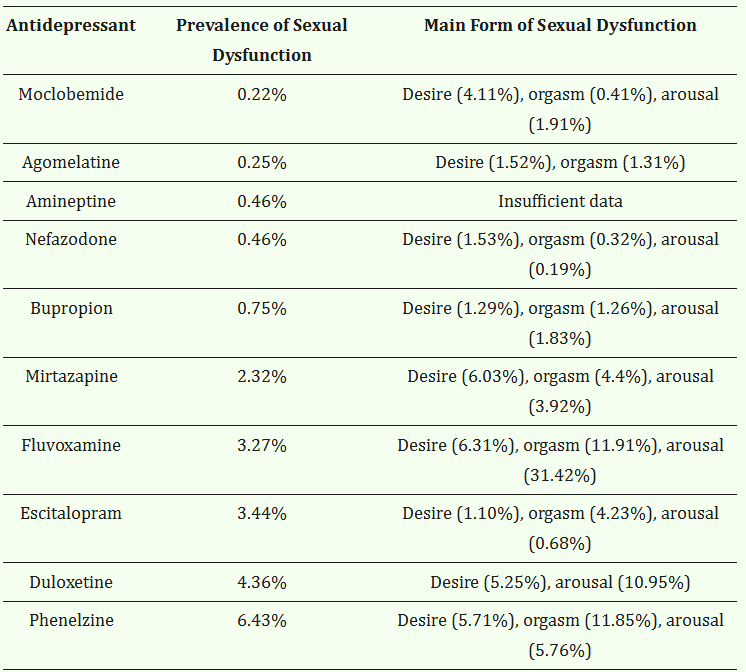 Antidepressant Prevalence of Sexual Main Form of Sexual Dysfunction
Dysfunction
Moclobemide 0.22% Desire (4.11%), orgasm (0.41%), arousal
(1.91%)
Agomelatine 0.25% Desire (1.52%), orgasm (1.31%)
Amineptine 0.46% Insufficient data
Nefazodone 0.46% Desire (1.53%), orgasm (0.32%), arousal
(0.19%)
Bupropion 0.75% Desire (1.29%), orgasm (1.26%), arousal
(1.83%)
Mirtazapine 2.32% Desire (6.03%), orgasm (4.4%), arousal
(3.92%)
Fluvoxamine 3.27% Desire (6.31%), orgasm (11.91%), arousal
(31.42%)
Escitalopram 3.44% Desire (1.10%), orgasm (4.23%), arousal
(0.68%)
Duloxetine 4.36% Desire (5.25%), arousal (10.95%)
Phenelzine 6.43% Desire (5.71%), orgasm (11.85%), arousal
(5.76%)